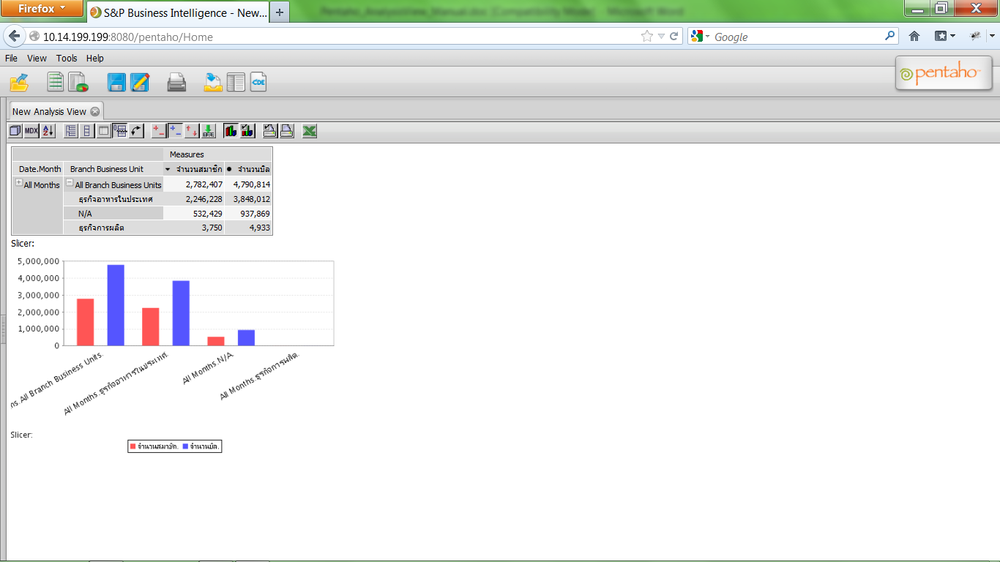 Firefox
S&P Business Intelligence - New...
Pentaho_AnalysisView_Manual.doc [Compatibility Mode] - Microsoft Word
10.14.199.199:8080/pentaho/Home
Google
File View Tools Help
pentaho
CDE
New Analysis View
MDX
Measures
Date.Month Branch Business Unit จำนวนสมาชิก จำนวนบิล
All Months All Branch Business Units 2,782,407 4,790,814
ธุรกิจอาหารในประเทศ 2,246,228 3,848,012
N/A 532,429 937,869
ธุรกิจการผลิต 3,750 4,933
Slicer:
5,000,000
4,000,000
3,000,000
2,000,000
1,000,000
0
ns.All Branch Business Units.
All Months.ธุรกิจอาหารในประเทศ.
All Months.N/A.
All Months.ธุรกิจการผลิต.
Slicer:
จำนวนสมาชิก. จำนวนบิล.